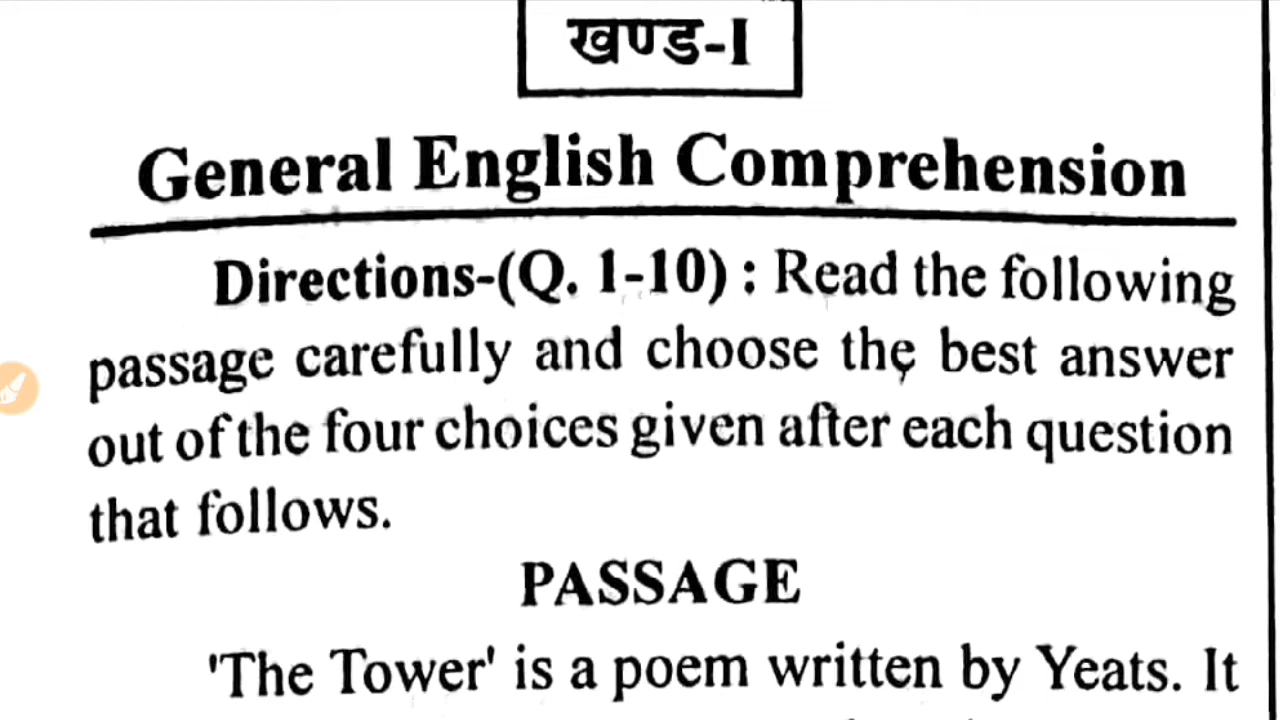 खण्ड-I
General English Comprehension
Directions-(Q. 1-10) : Read the following
passage carefully and choose the best answer
out of the four choices given after each question
that follows.
PASSAGE
'The Tower' is a poem written by Yeats. It